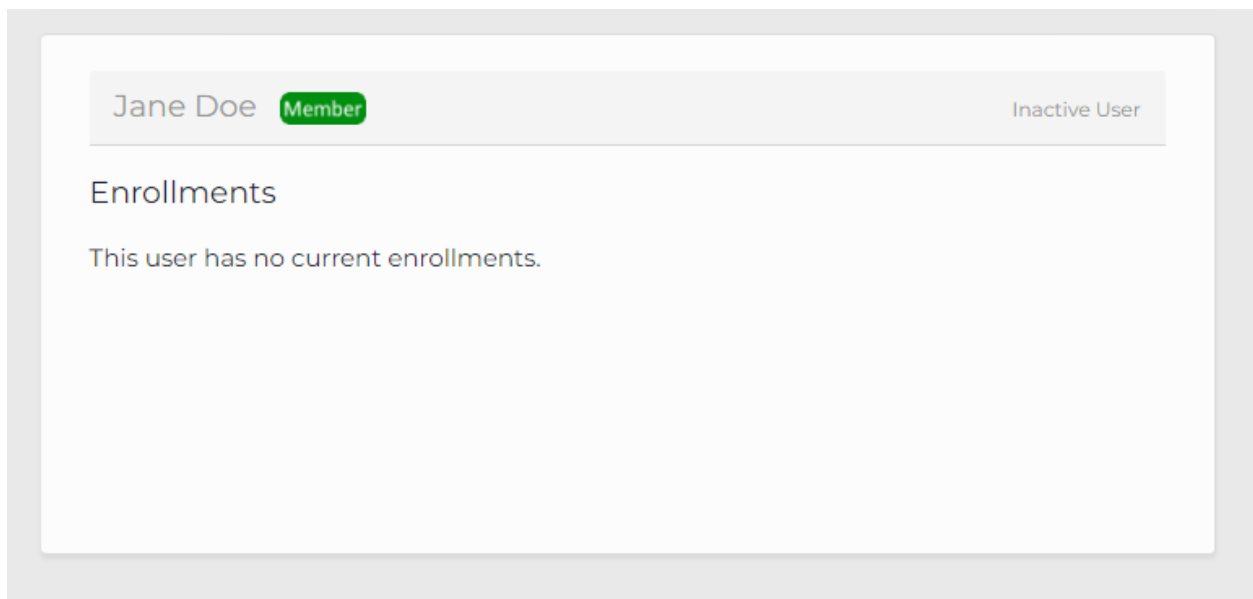 Jane Doe Member Inactive User
Enrollments
This user has no current enrollments.